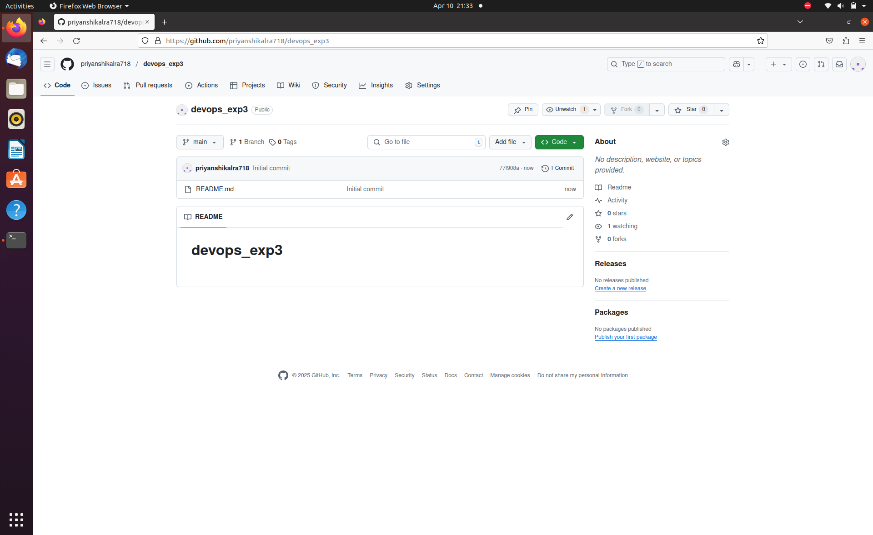 Activities Firefox Web Browser Apr 10 21:33
priyanshikalra718/devop
https://github.com/priyanshikalra718/devops_exp3
priyanshikalra718 / devops_exp3 Type / to search
Code Issues Pull requests Actions Projects Wiki Security Insights Settings
devops_exp3 Public Pin Unwatch 1 Fork 0 Star 0
main 1 Branch 0 Tags Go to file t Add file Code
About
No description, website, or topics
provided.
priyanshikalra718 Initial commit · now 1 Commit
README.md Initial commit now
Readme
Activity
0 stars
1 watching
0 forks
README
devops_exp3
Releases
No releases published
Create a new release
Packages
No packages published
Publish your first package
© 2025 GitHub, Inc. Terms Privacy Security Status Docs Contact Manage cookies Do not share my personal information